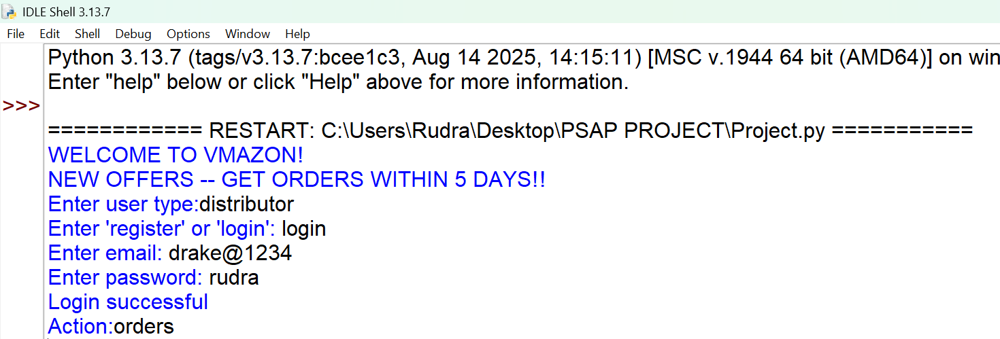 IDLE Shell 3.13.7
File Edit Shell Debug Options Window Help
Python 3.13.7 (tags/v3.13.7:bcee1c3, Aug 14 2025, 14:15:11) [MSC v.1944 64 bit (AMD64)] on win
Enter "help" below or click "Help" above for more information.
>>>
============ RESTART: C:\Users\Rudra\Desktop\PSAP PROJECT\Project.py ===========
WELCOME TO VMAZON!
NEW OFFERS -- GET ORDERS WITHIN 5 DAYS!!
Enter user type:distributor
Enter 'register' or 'login': login
Enter email: drake@1234
Enter password: rudra
Login successful
Action:orders